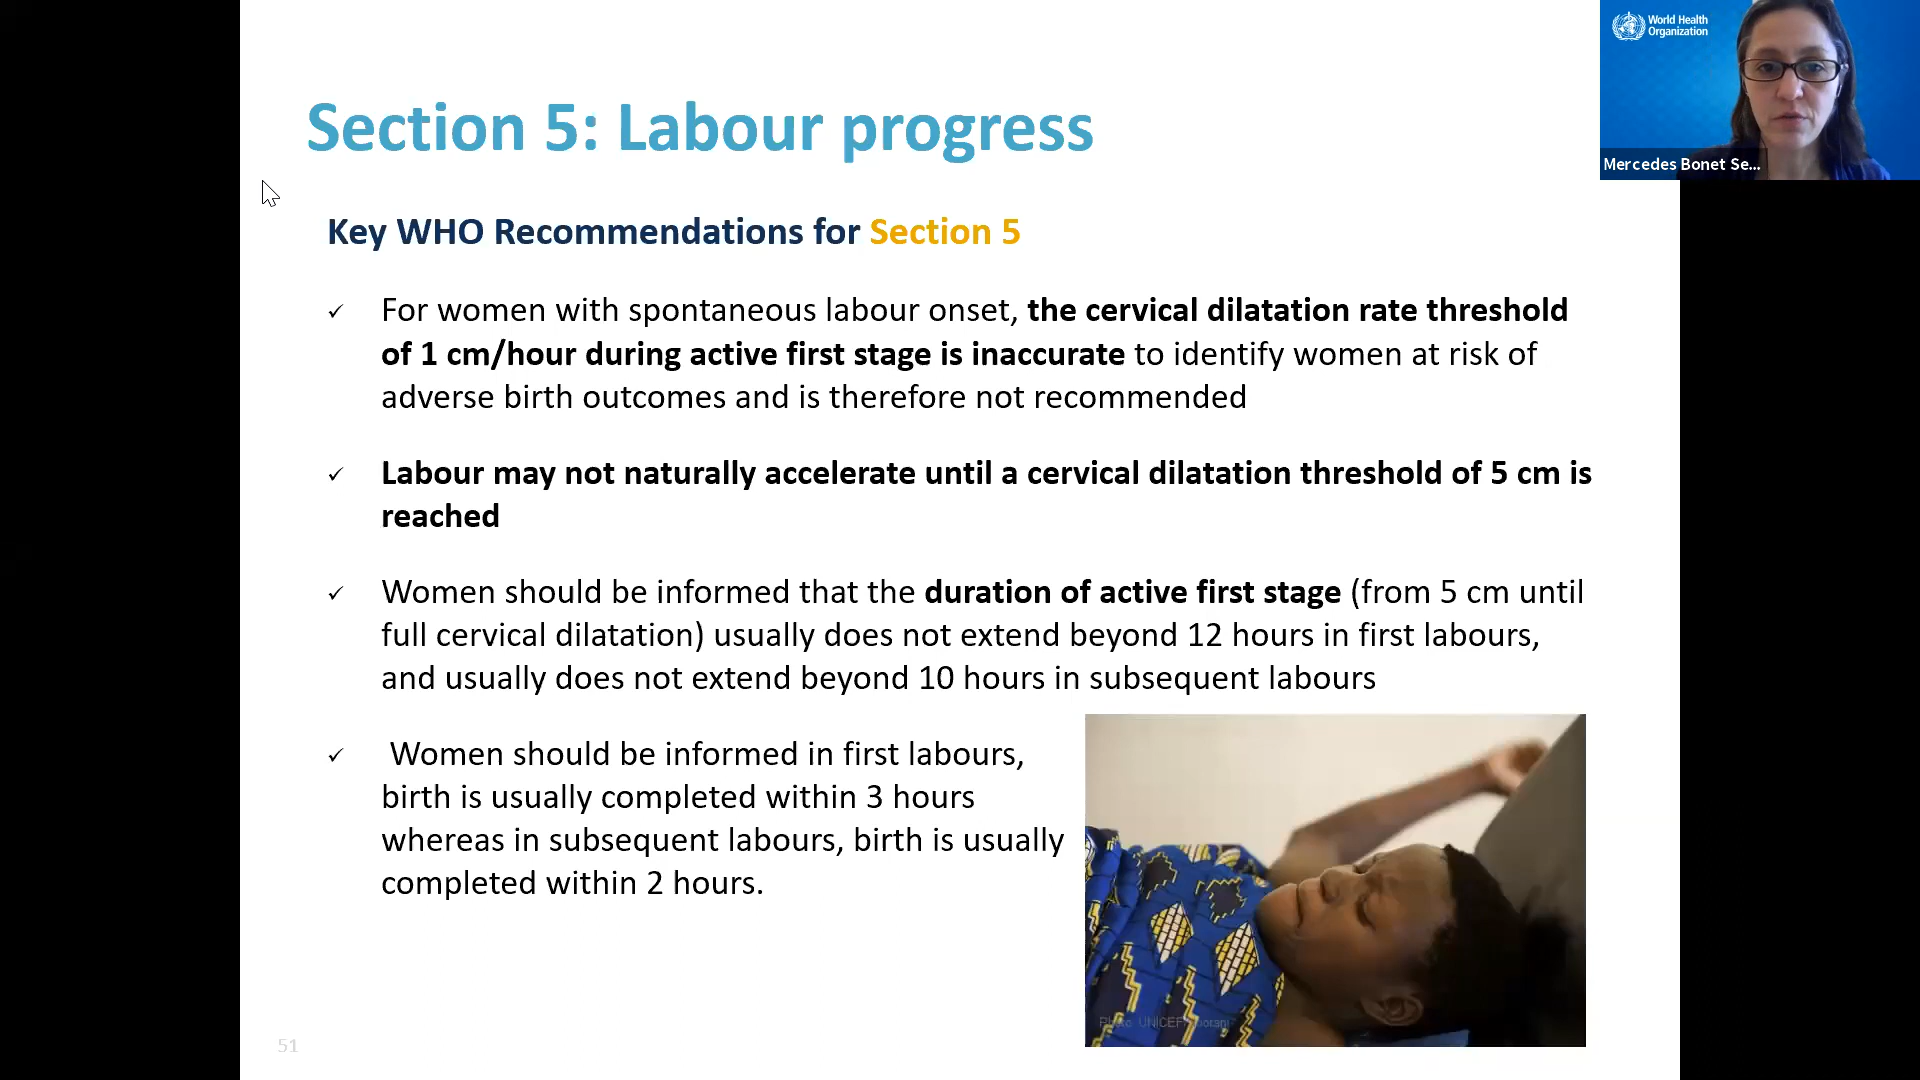 World Health
Organization
Mercedes Bonet Se...
Section 5: Labour progress
Key WHO Recommendations for Section 5
✓ For women with spontaneous labour onset, the cervical dilatation rate threshold
of 1 cm/hour during active first stage is inaccurate to identify women at risk of
adverse birth outcomes and is therefore not recommended
✓ Labour may not naturally accelerate until a cervical dilatation threshold of 5 cm is
reached
✓ Women should be informed that the duration of active first stage (from 5 cm until
full cervical dilatation) usually does not extend beyond 12 hours in first labours,
and usually does not extend beyond 10 hours in subsequent labours
✓ Women should be informed in first labours,
birth is usually completed within 3 hours
whereas in subsequent labours, birth is usually
completed within 2 hours.
Photo UNICEF
51